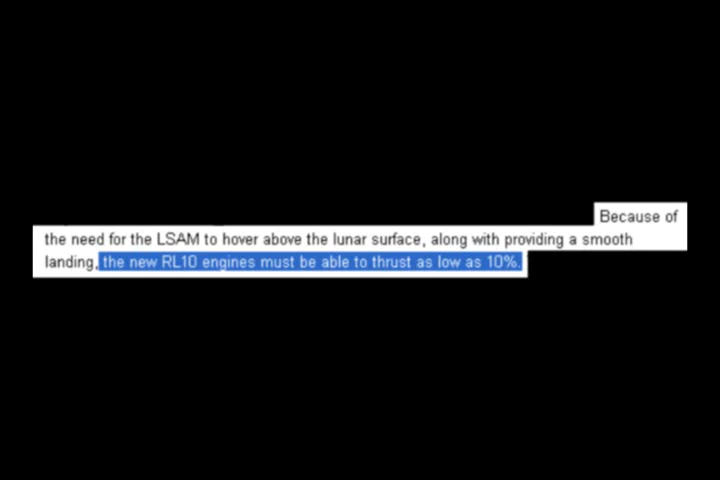 Because of
the need for the LSAM to hover above the lunar surface, along with providing a smooth
landing, the new RL10 engines must be able to thrust as low as 10%.